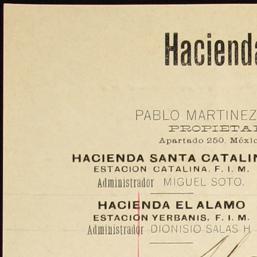 Hacienda
PABLO MARTINEZ
PROPIETA
Apartado 250. Méxic
HACIENDA SANTA CATALIN
ESTACION CATALINA, F. I. M.
Administrador MIGUEL SOTO.
HACIENDA EL ALAMO
ESTACION YERBANIS, F. I. M.
Administrador DIONISIO SALAS H